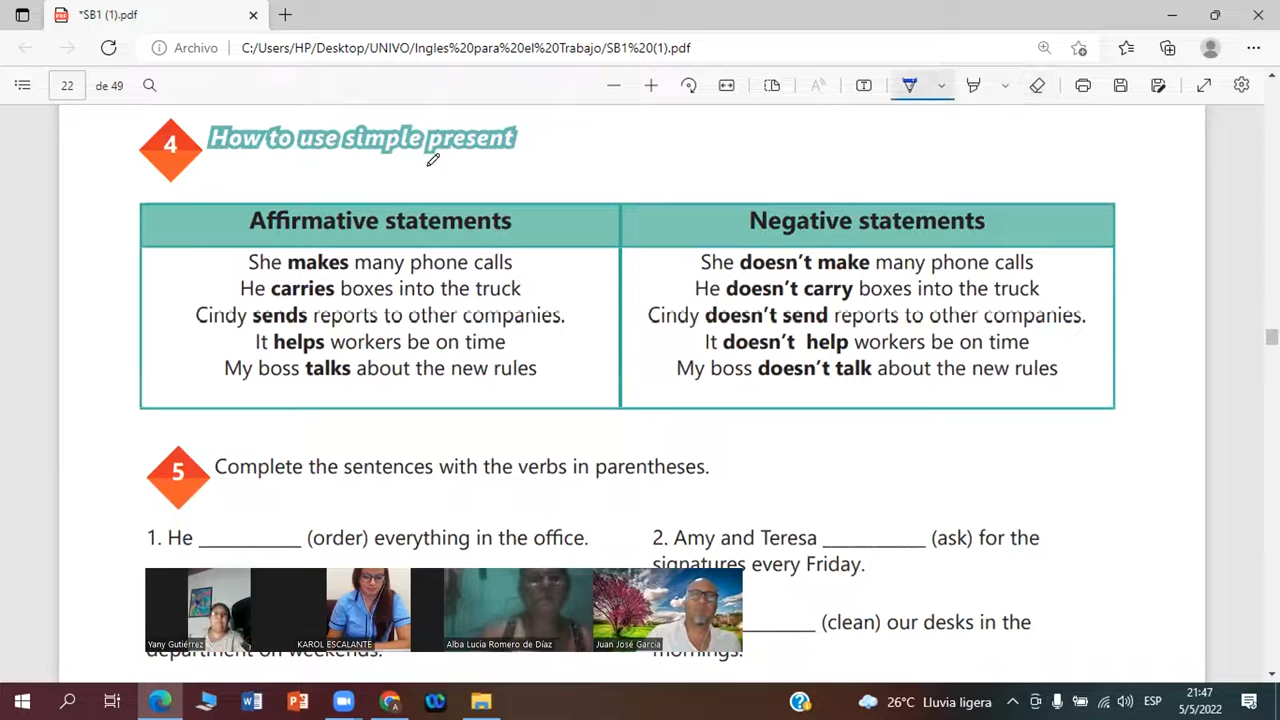 *SB1 (1).pdf
Archivo
C:/Users/HP/Desktop/UNIVO/Ingles%20para%20el%20Trabajo/SB1%20(1).pdf
22 de 49
4 How to use simple present
Affirmative statements
She makes many phone calls
He carries boxes into the truck
Cindy sends reports to other companies.
It helps workers be on time
My boss talks about the new rules
Negative statements
She doesn't make many phone calls
He doesn't carry boxes into the truck
Cindy doesn't send reports to other companies.
It doesn't help workers be on time
My boss doesn't talk about the new rules
5 Complete the sentences with the verbs in parentheses.
1. He __________ (order) everything in the office.
2. Amy and Teresa __________ (ask) for the
signatures every Friday.
(clean) our desks in the
mornings.
department on weekends.
Yany Gutiérrez
KAROL ESCALANTE
Alba Lucia Romero de Díaz
Juan José García
26°C Lluvia ligera
ESP
21:47
5/5/2022